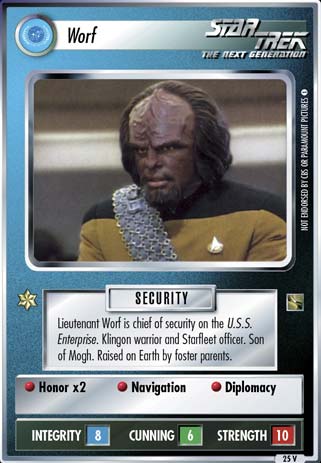 Worf
STAR TREK
THE NEXT GENERATION
NOT ENDORSED BY CBS OR PARAMOUNT PICTURES
SECURITY
Lieutenant Worf is chief of security on the U.S.S.
Enterprise. Klingon warrior and Starfleet officer. Son
of Mogh. Raised on Earth by foster parents.
Honor x2 Navigation Diplomacy
INTEGRITY 8 CUNNING 6 STRENGTH 10
25 V